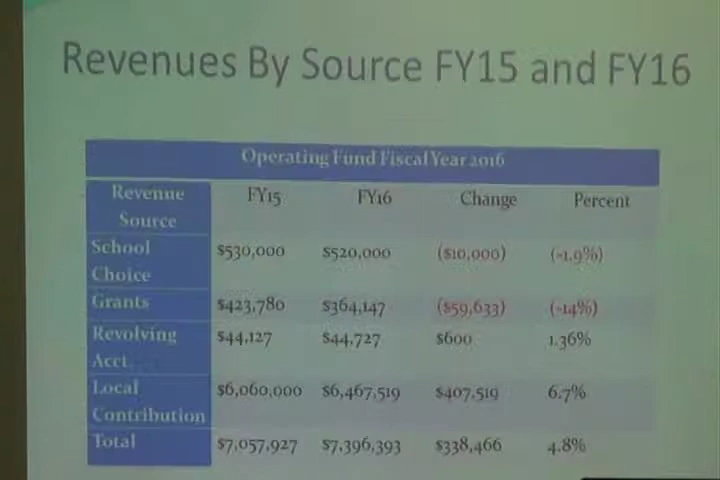 Revenues By Source FY15 and FY16
Operating Fund Fiscal Year 2016
Revenue Source FY15 FY16 Change Percent
School Choice $530,000 $520,000 ($10,000) (-1.9%)
Grants $423,780 $364,147 ($59,633) (-14%)
Revolving Acct. $44,127 $44,727 $600 1.36%
Local Contribution $6,060,000 $6,467,519 $407,519 6.7%
Total $7,057,927 $7,396,393 $338,466 4.8%